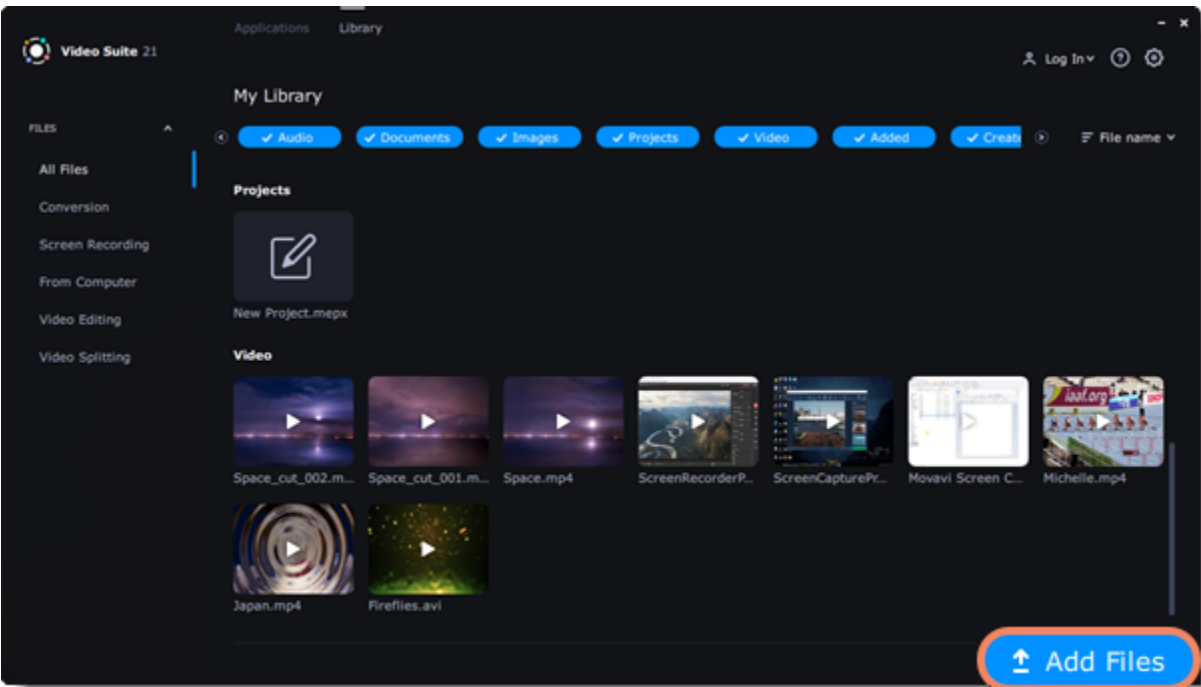 Applications Library
Video Suite 21
Log In
My Library
FILES
Audio Documents Images Projects Video Added Create
File name
All Files
Conversion
Screen Recording
From Computer
Video Editing
Video Splitting
Projects
New Project.mepx
Video
Space_cut_002.m... Space_cut_001.m... Space.mp4 ScreenRecorderP... ScreenCapturePr... Movavi Screen C... Michelle.mp4
iaaf.org
Japan.mp4 Fireflies.avi
Add Files